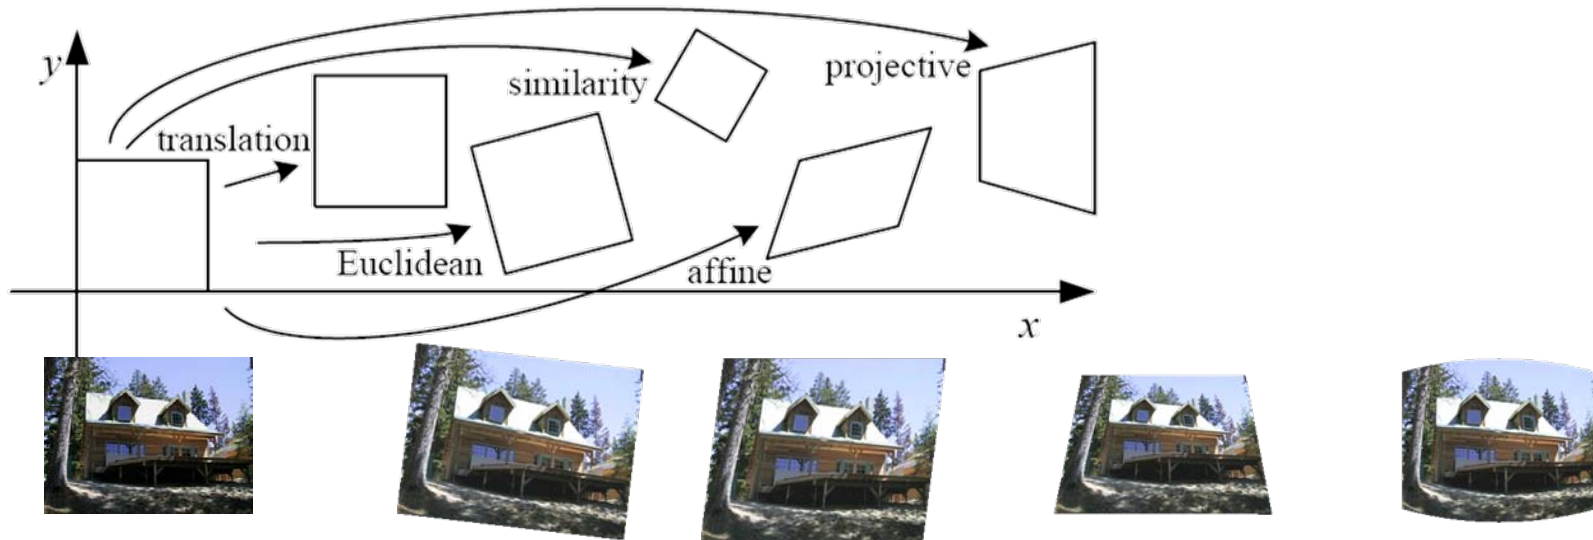 y
similarity
projective
translation
Euclidean
affine
x